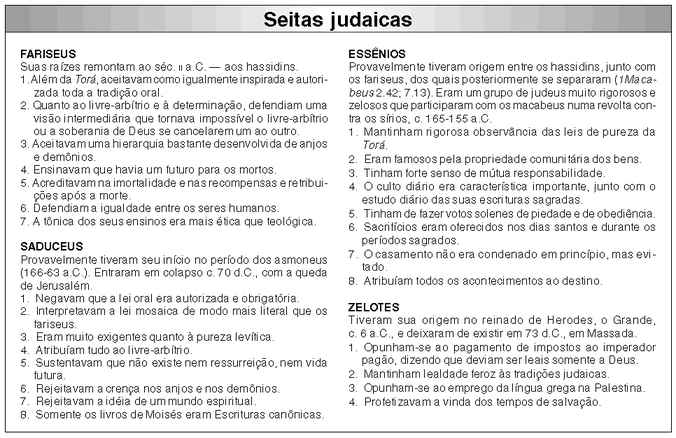 Seitas judaicas
FARISEUS
Suas raízes remontam ao séc. II a.C. — aos hassidins.
1. Além da Torá, aceitavam como igualmente inspirada e autori-
zada toda a tradição oral.
2. Quanto ao livre-arbítrio e à determinação, defendiam uma
visão intermediária que tornava impossível o livre-arbítrio
ou a soberania de Deus se cancelarem um ao outro.
3. Aceitavam uma hierarquia bastante desenvolvida de anjos
e demônios.
4. Ensinavam que havia um futuro para os mortos.
5. Acreditavam na imortalidade e nas recompensas e retribui-
ções após a morte.
6. Defendiam a igualdade entre os seres humanos.
7. A tônica dos seus ensinos era mais ética que teológica.
SADUCEUS
Provavelmente tiveram seu início no período dos asmoneus
(166-63 a.C.). Entraram em colapso c. 70 d.C., com a queda
de Jerusalém.
1. Negavam que a lei oral era autorizada e obrigatória.
2. Interpretavam a lei mosaica de modo mais literal que os
fariseus.
3. Eram muito exigentes quanto à pureza levítica.
4. Atribuíam tudo ao livre-arbítrio.
5. Sustentavam que não existe nem ressurreição, nem vida
futura.
6. Rejeitavam a crença nos anjos e nos demônios.
7. Rejeitavam a idéia de um mundo espiritual.
8. Somente os livros de Moisés eram Escrituras canônicas.
ESSÊNIOS
Provavelmente tiveram origem entre os hassidins, junto com
os fariseus, dos quais posteriormente se separaram (1Maca-
beus 2.42; 7.13). Eram um grupo de judeus muito rigorosos e
zelosos que participaram com os macabeus numa revolta con-
tra os sírios, c. 165-155 a.C.
1. Mantinham rigorosa observância das leis de pureza da
Torá.
2. Eram famosos pela propriedade comunitária dos bens.
3. Tinham forte senso de mútua responsabilidade.
4. O culto diário era característica importante, junto com o
estudo diário das suas escrituras sagradas.
5. Tinham de fazer votos solenes de piedade e de obediência.
6. Sacrifícios eram oferecidos nos dias santos e durante os
períodos sagrados.
7. O casamento não era condenado em princípio, mas evi-
tado.
8. Atribuíam todos os acontecimentos ao destino.
ZELOTES
Tiveram sua origem no reinado de Herodes, o Grande,
c. 6 a.C., e deixaram de existir em 73 d.C., em Massada.
1. Opunham-se ao pagamento de impostos ao imperador
pagão, dizendo que deviam ser leais somente a Deus.
2. Mantinham lealdade feroz às tradições judaicas.
3. Opunham-se ao emprego da língua grega na Palestina.
4. Profetizavam a vinda dos tempos de salvação.